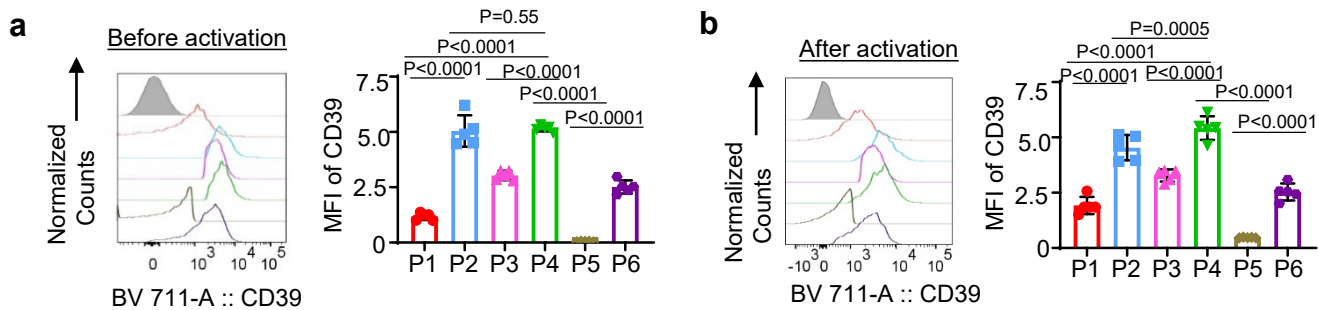 a
Before activation
Normalized
Counts
0 10³ 10⁴ 10⁵
BV 711-A :: CD39
P=0.55
P<0.0001
P<0.0001 P<0.0001
P<0.0001
P<0.0001
MFI of CD39
7.5
5.0
2.5
0
P1 P2 P3 P4 P5 P6
b
After activation
Normalized
Counts
-10³ 0 10³ 10⁴ 10⁵
BV 711-A :: CD39
P=0.0005
P<0.0001
P<0.0001 P<0.0001
P<0.0001
P<0.0001
MFI of CD39
7.5
5.0
2.5
0
P1 P2 P3 P4 P5 P6